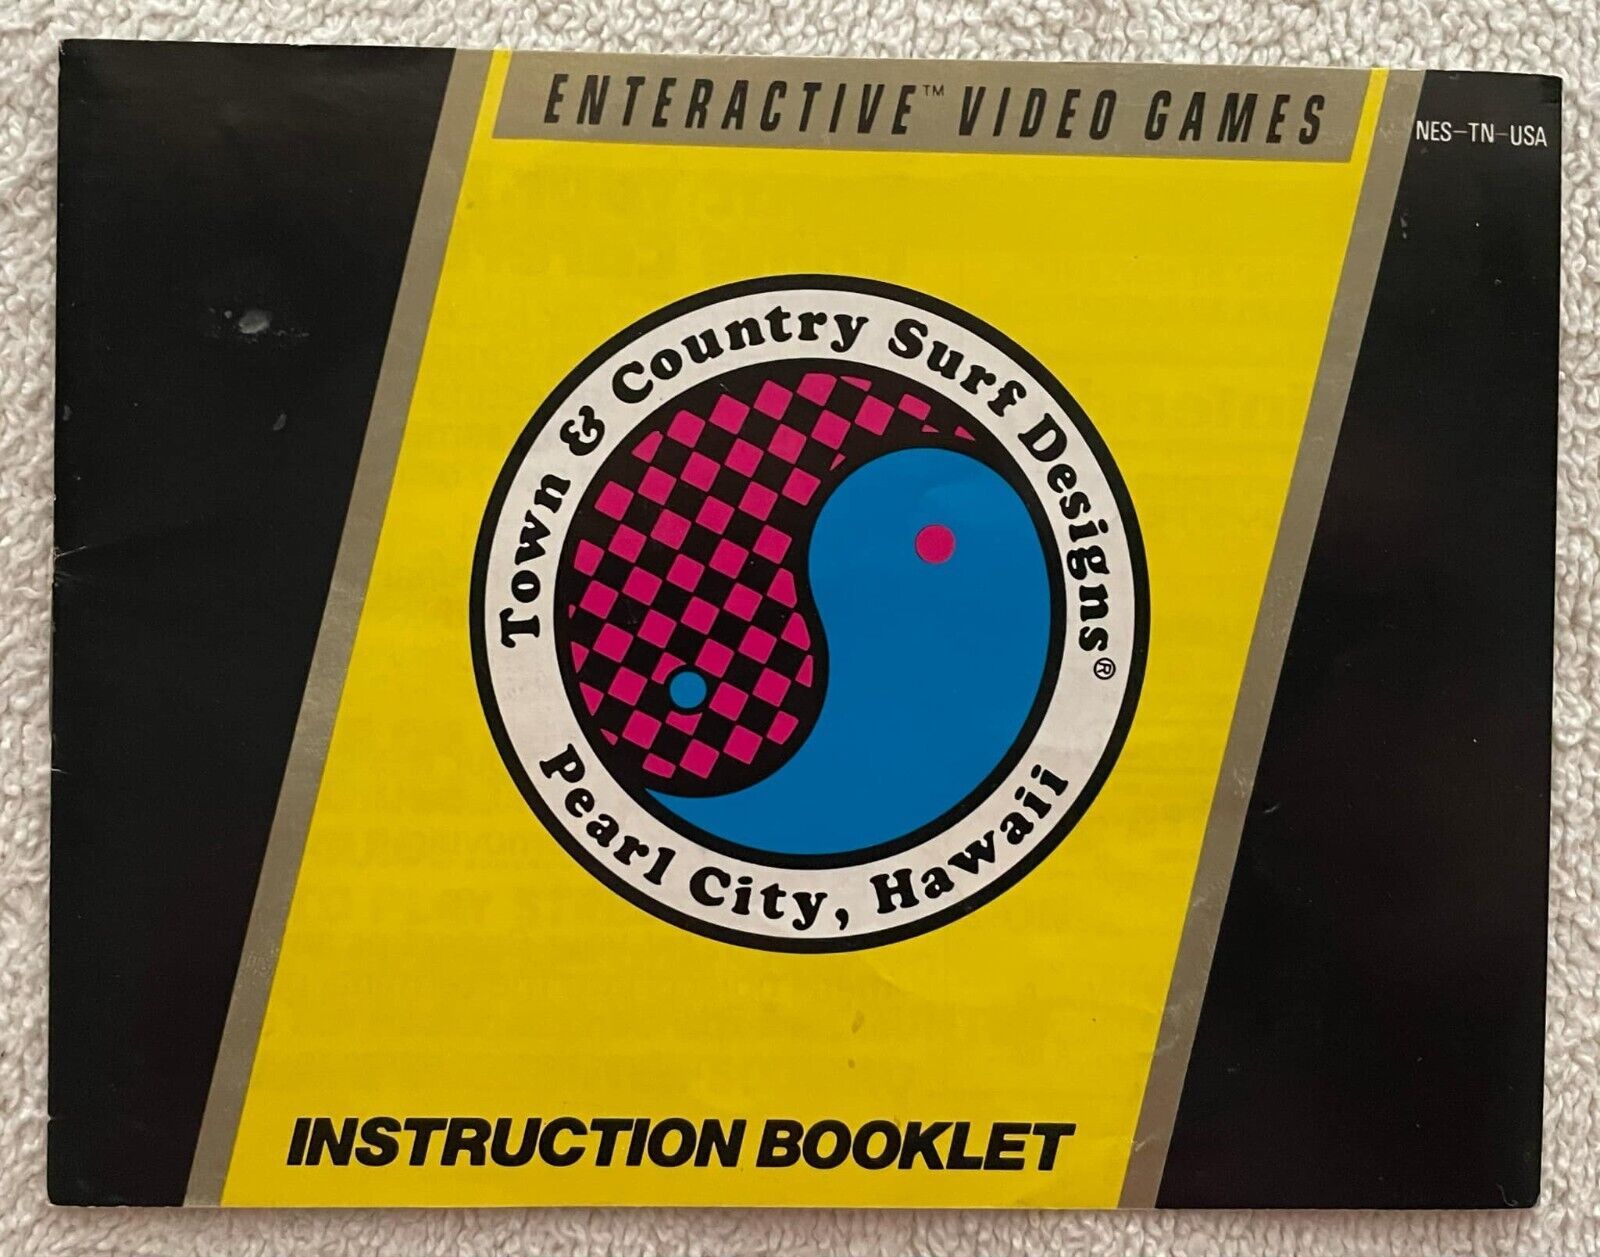 ENTERACTIVE™ VIDEO GAMES
NES-TN-USA
Town & Country Surf Designs®
Pearl City, Hawaii
INSTRUCTION BOOKLET